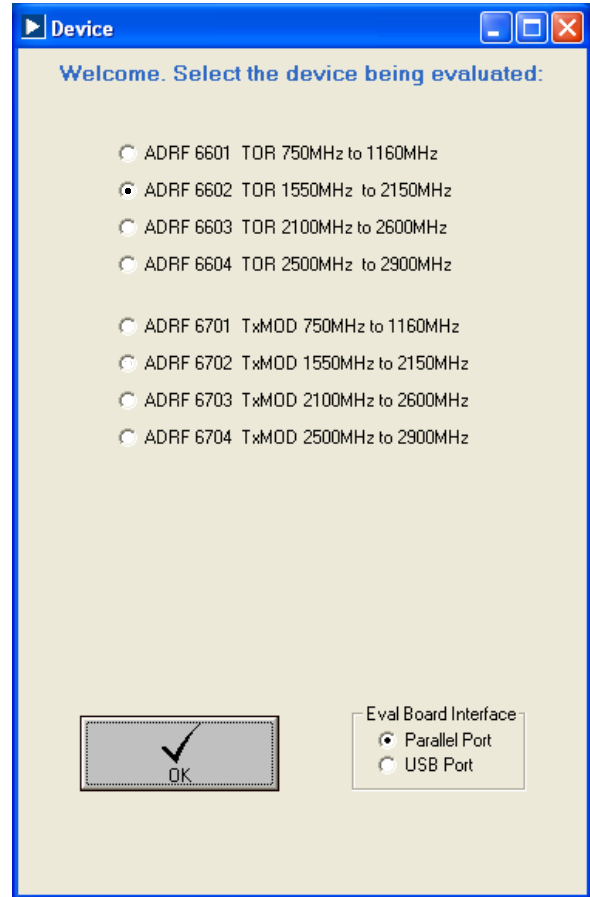 Device
Welcome. Select the device being evaluated:
ADRF 6601 TOR 750MHz to 1160MHz
ADRF 6602 TOR 1550MHz to 2150MHz
ADRF 6603 TOR 2100MHz to 2600MHz
ADRF 6604 TOR 2500MHz to 2900MHz
ADRF 6701 TxMOD 750MHz to 1160MHz
ADRF 6702 TxMOD 1550MHz to 2150MHz
ADRF 6703 TxMOD 2100MHz to 2600MHz
ADRF 6704 TxMOD 2500MHz to 2900MHz
Eval Board Interface
Parallel Port
USB Port
OK